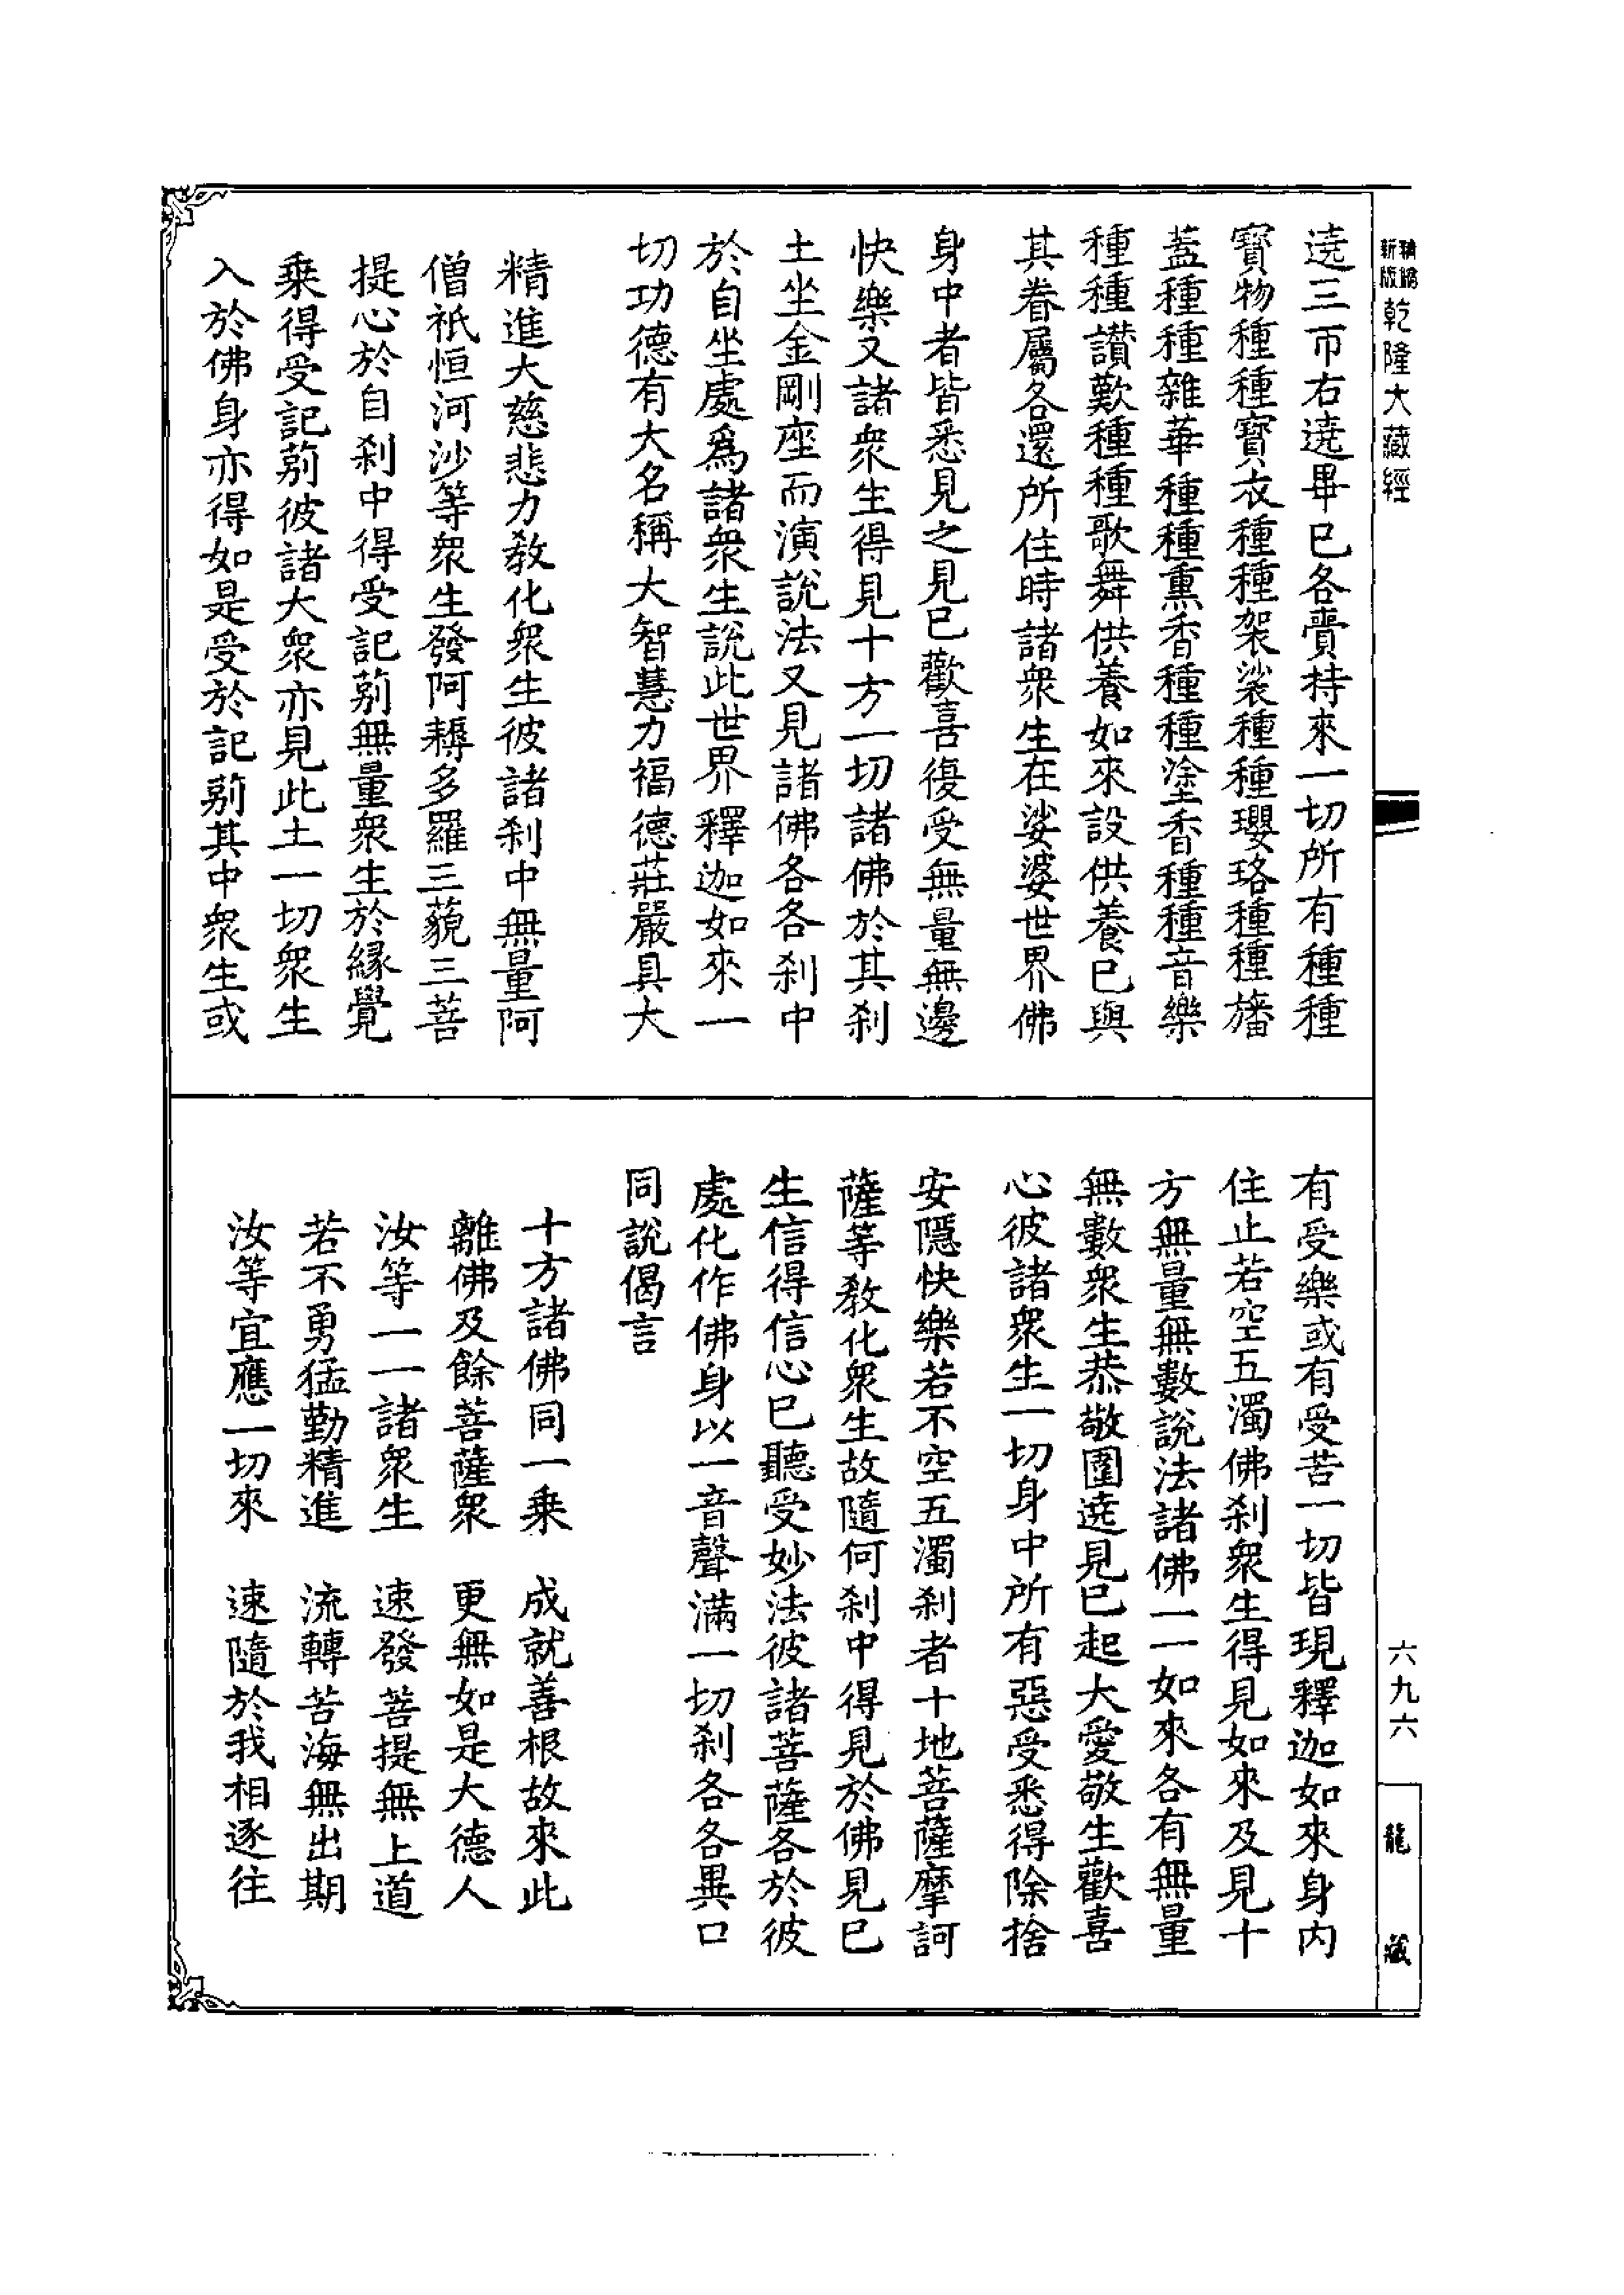 新編縮版乾隆大藏經
遶三帀右遶畢已各賷持來一切所有種種
寶物種種寶衣種種袈裟種種瓔珞種種旛
蓋種種雜華種種熏香種種塗香種種音樂
種種讃歎種種歌舞供養如來設供養已與
其眷屬各還所住時諸衆生在娑婆世界佛
身中者皆悉見之見已歡喜復受無量無邊
快樂又諸衆生得見十方一切諸佛於其刹
土坐金剛座而演說法又見諸佛各各刹中
於自坐處爲諸衆生說此世界釋迦如來一
切功德有大名稱大智慧力福德莊嚴具大
精進大慈悲力教化衆生彼諸刹中無量阿
僧祇恒河沙等衆生發阿耨多羅三藐三菩
提心於自刹中得受記莂無量衆生於緣覺
乘得受記莂彼諸大衆亦見此土一切衆生
入於佛身亦得如是受於記莂其中衆生或
有受樂或有受苦一切皆現釋迦如來身内
住止若空五濁佛刹衆生得見如來及見十
方無量無數說法諸佛一一如來各有無量
無數衆生恭敬圍遶見已起大愛敬生歡喜
心彼諸衆生一切身中所有惡受悉得除捨
安隱快樂若不空五濁刹者十地菩薩摩訶
薩等教化衆生故隨何刹中得見於佛見已
生信得信心已聽受妙法彼諸菩薩各於彼
處化作佛身以一音聲滿一切刹各各異口
同說偈言
十方諸佛同一乘　成就善根故來此
離佛及餘菩薩衆　更無如是大德人
汝等一一諸衆生　速發菩提無上道
若不勇猛勤精進　流轉苦海無出期
汝等宜應一切來　速隨於我相逐往
六九六
龍藏